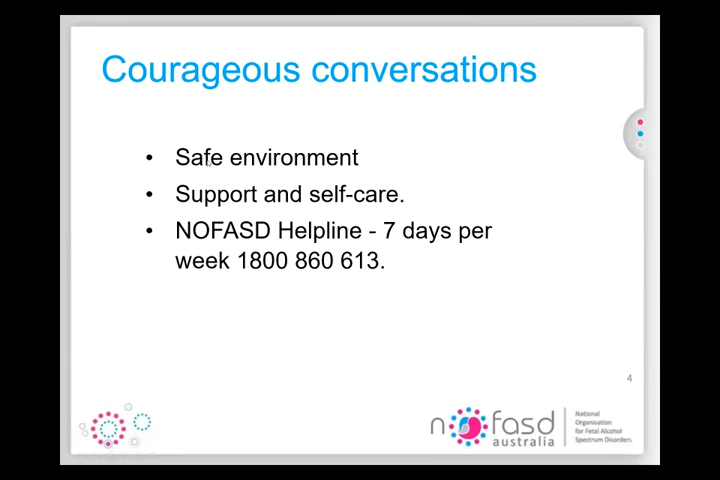 Courageous conversations
• Safe environment
• Support and self-care.
• NOFASD Helpline - 7 days per
week 1800 860 613.
4
nofasd
australia
National
Organisation
for Fetal Alcohol
Spectrum Disorders